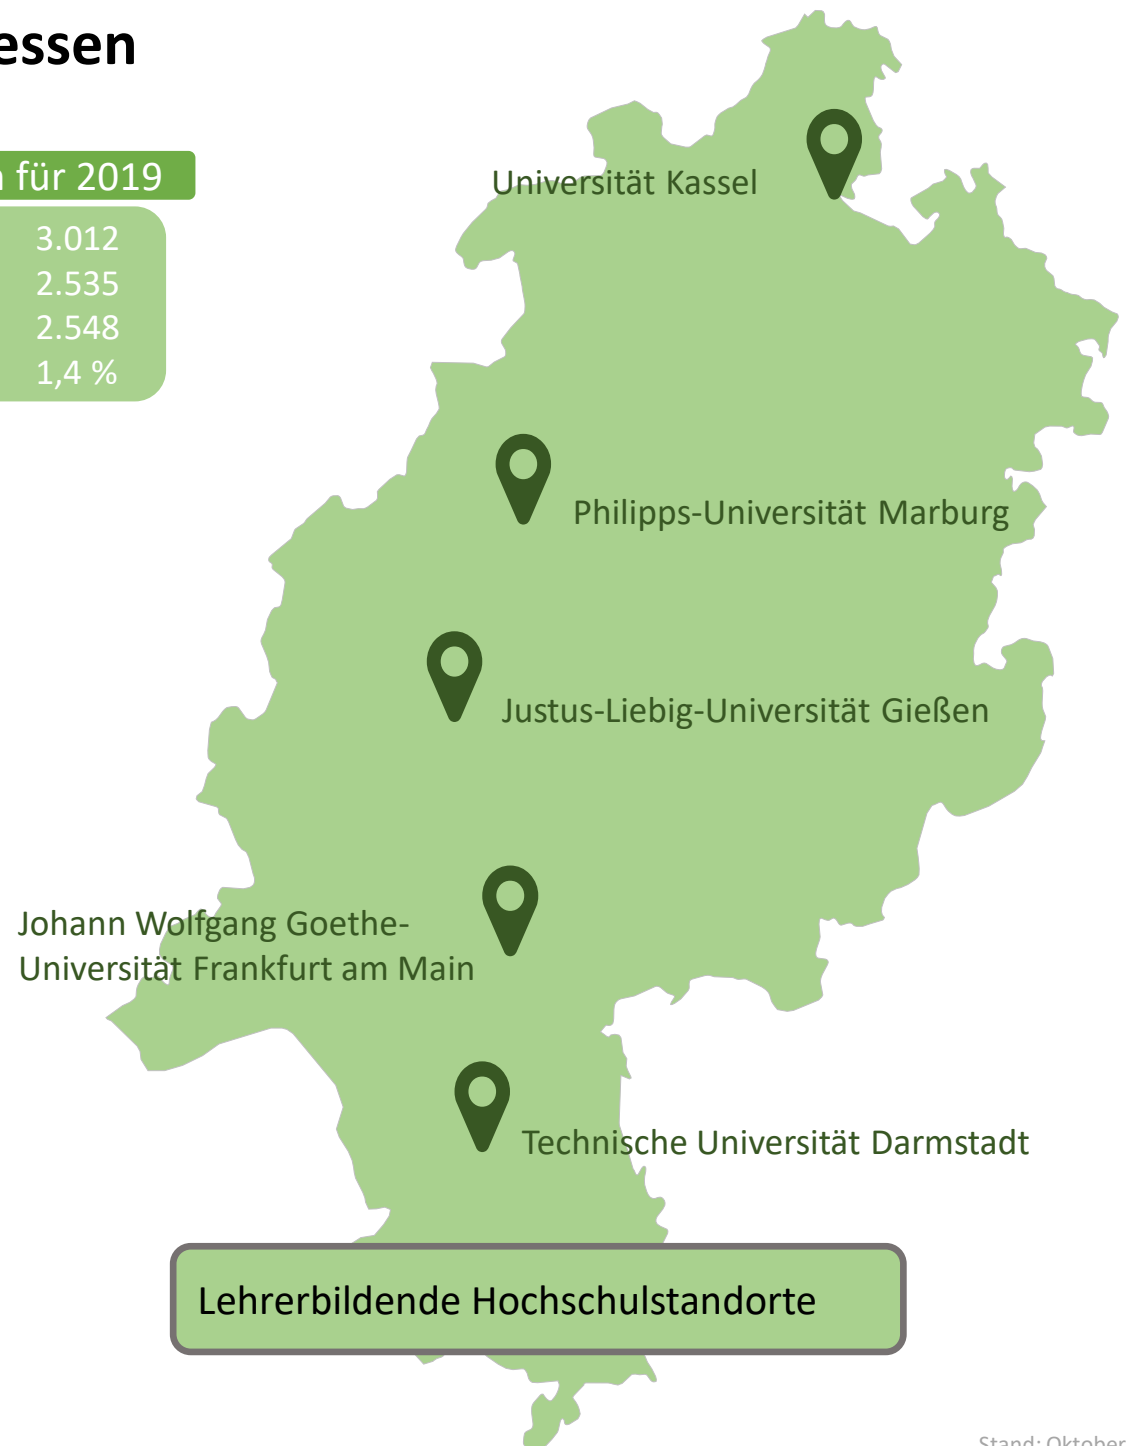 essen
für 2019
3.012
2.535
2.548
1,4 %
Universität Kassel
Philipps-Universität Marburg
Justus-Liebig-Universität Gießen
Johann Wolfgang Goethe-
Universität Frankfurt am Main
Technische Universität Darmstadt
Lehrerbildende Hochschulstandorte
Stand: Oktober